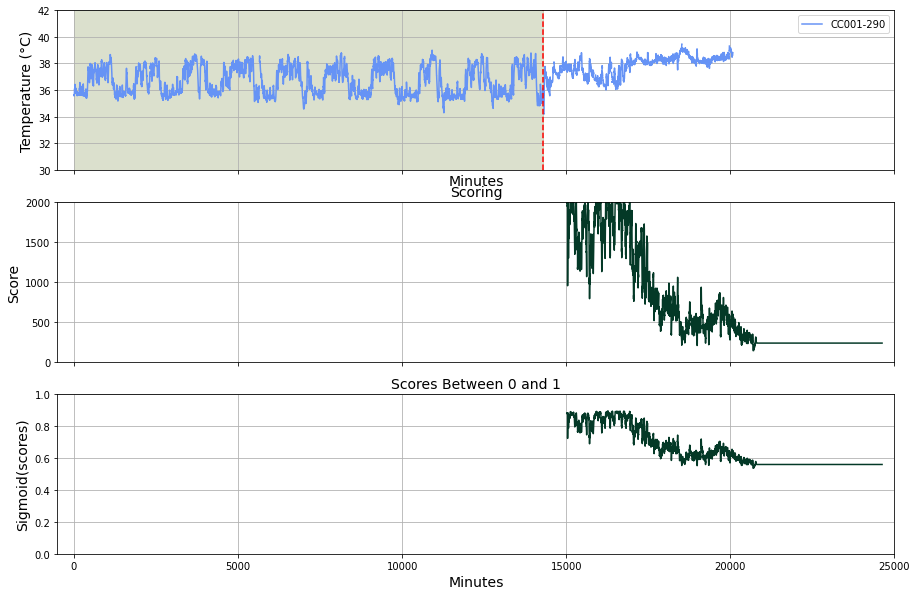 42
40
38
36
34
32
30
Temperature (°C)
CC001-290
Minutes
Scoring
2000
1500
1000
500
0
Score
Scores Between 0 and 1
1.0
0.8
0.6
0.4
0.2
0.0
Sigmoid(scores)
0 5000 10000 15000 20000 25000
Minutes